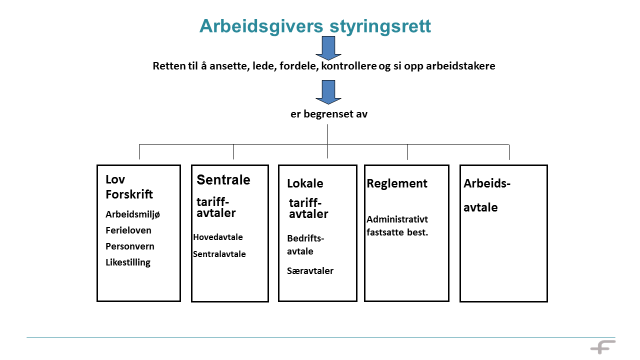 Arbeidsgivers styringsrett
Retten til å ansette, lede, fordele, kontrollere og si opp arbeidstakere
er begrenset av
Lov
Forskrift
Arbeidsmiljø
Ferieloven
Personvern
Likestilling
Sentrale
tariff-
avtaler
Hovedavtale
Sentralavtale
Lokale
tariff-
avtaler
Bedrifts-
avtale
Særavtaler
Reglement
Administrativt
fastsatte best.
Arbeids-
avtale